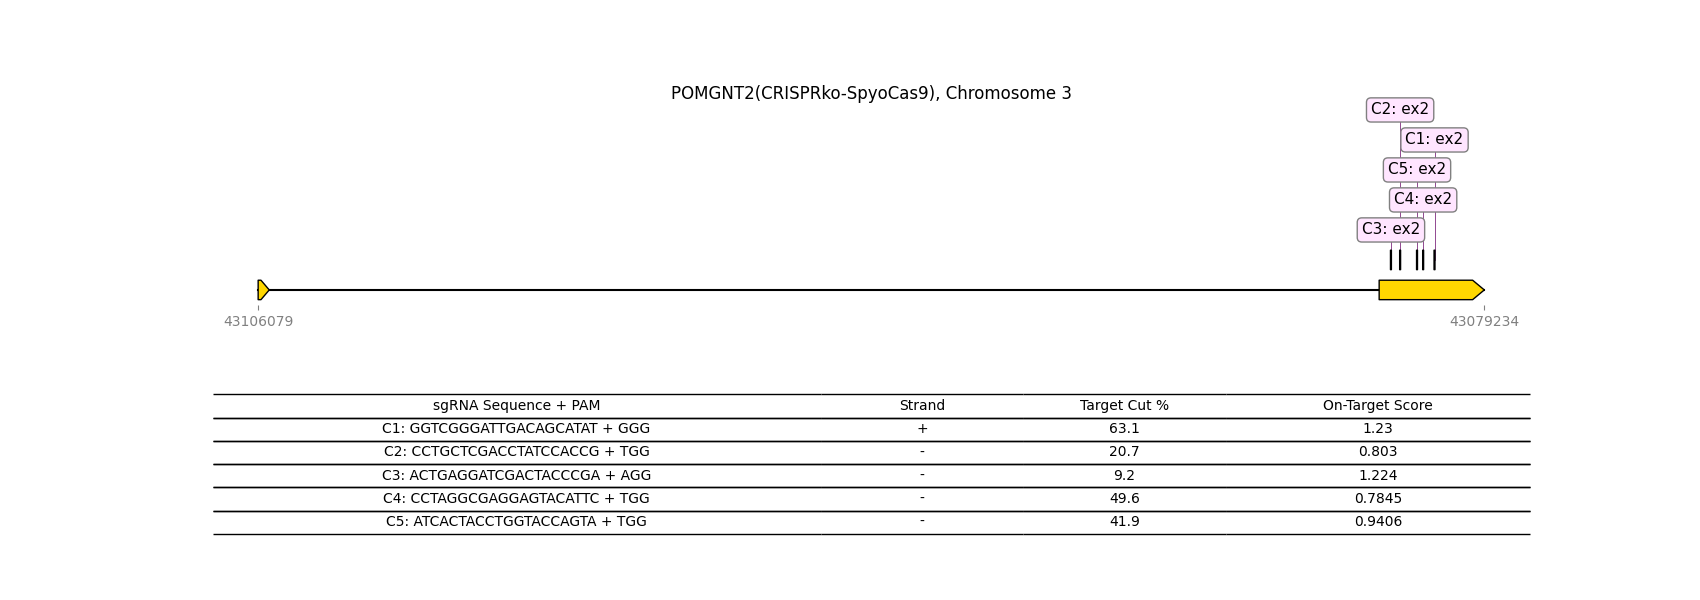 POMGNT2(CRISPRko-SpyoCas9), Chromosome 3
C2: ex2
C1: ex2
C5: ex2
C4: ex2
C3: ex2
43106079 43079234
sgRNA Sequence + PAM Strand Target Cut % On-Target Score
C1: GGTCGGGATTGACAGCATAT + GGG + 63.1 1.23
C2: CCTGCTCGACCTATCCACCG + TGG - 20.7 0.803
C3: ACTGAGGATCGACTACCCGA + AGG - 9.2 1.224
C4: CCTAGGCGAGGAGTACATTC + TGG - 49.6 0.7845
C5: ATCACTACCTGGTACCAGTA + TGG - 41.9 0.9406